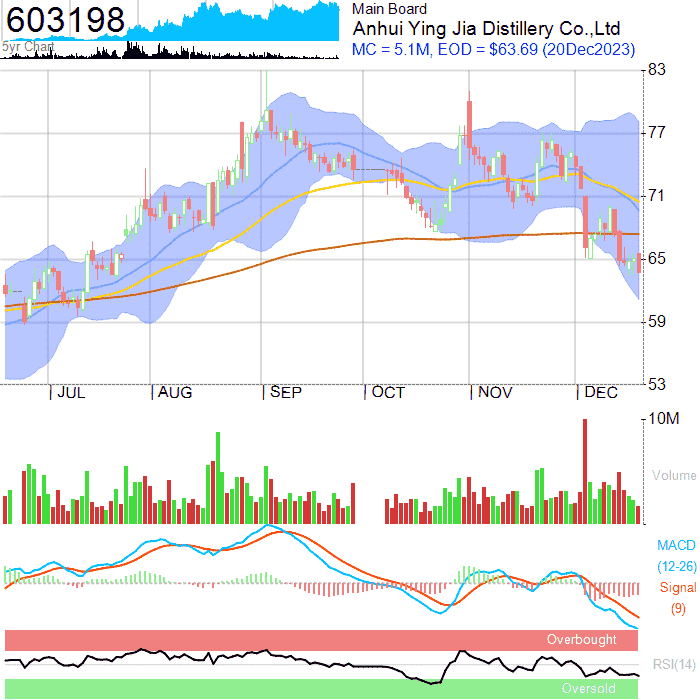 603198
5yr Chart
Main Board
Anhui Ying Jia Distillery Co.,Ltd
MC = 5.1M, EOD = $63.69 (20Dec2023)
83
77
71
65
59
53
JUL
AUG
SEP
OCT
NOV
DEC
10M
Volume
MACD
(12-26)
Signal
(9)
Overbought
RSI(14)
Oversold